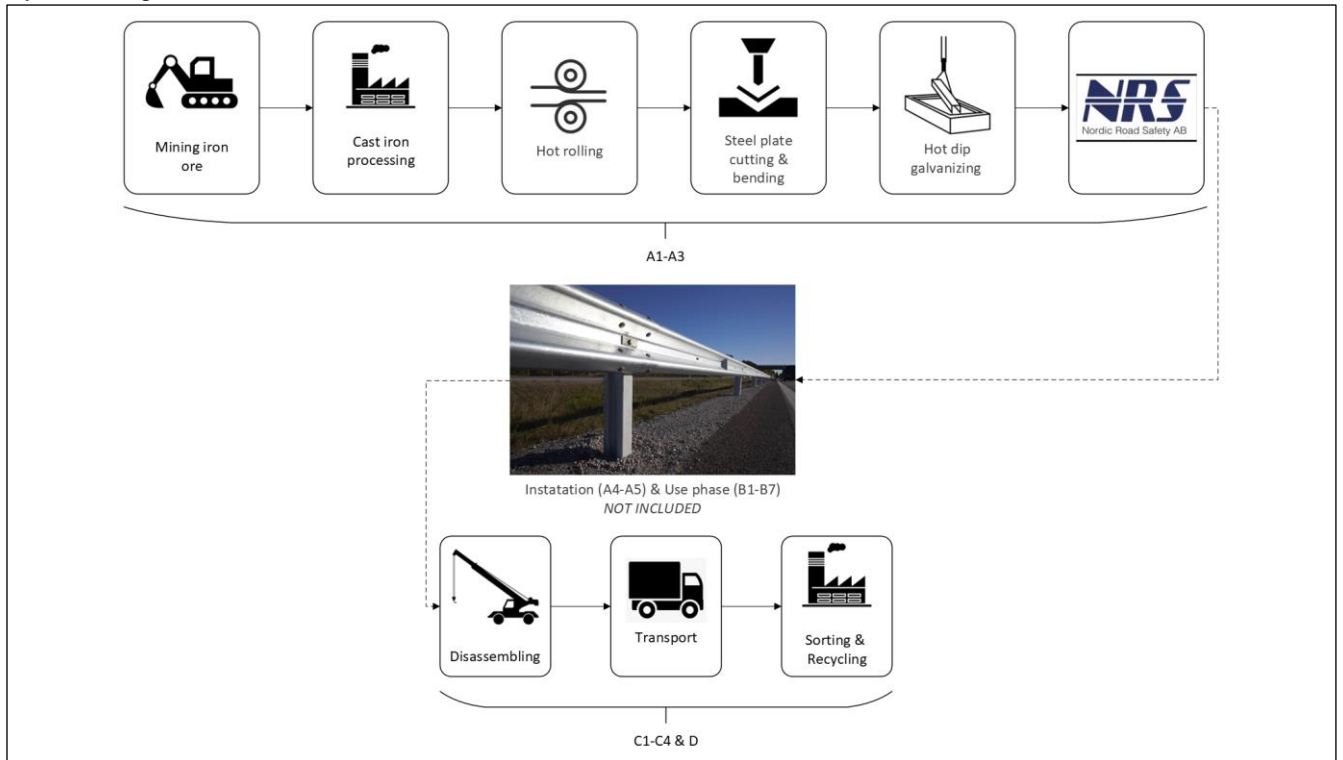 Mining iron
ore
Cast iron
processing
Hot rolling
Steel plate
cutting &
bending
Hot dip
galvanizing
NRS
Nordic Road Safety AB
A1-A3
Instatation (A4-A5) & Use phase (B1-B7)
NOT INCLUDED
Disassembling
Transport
Sorting &
Recycling
C1-C4 & D